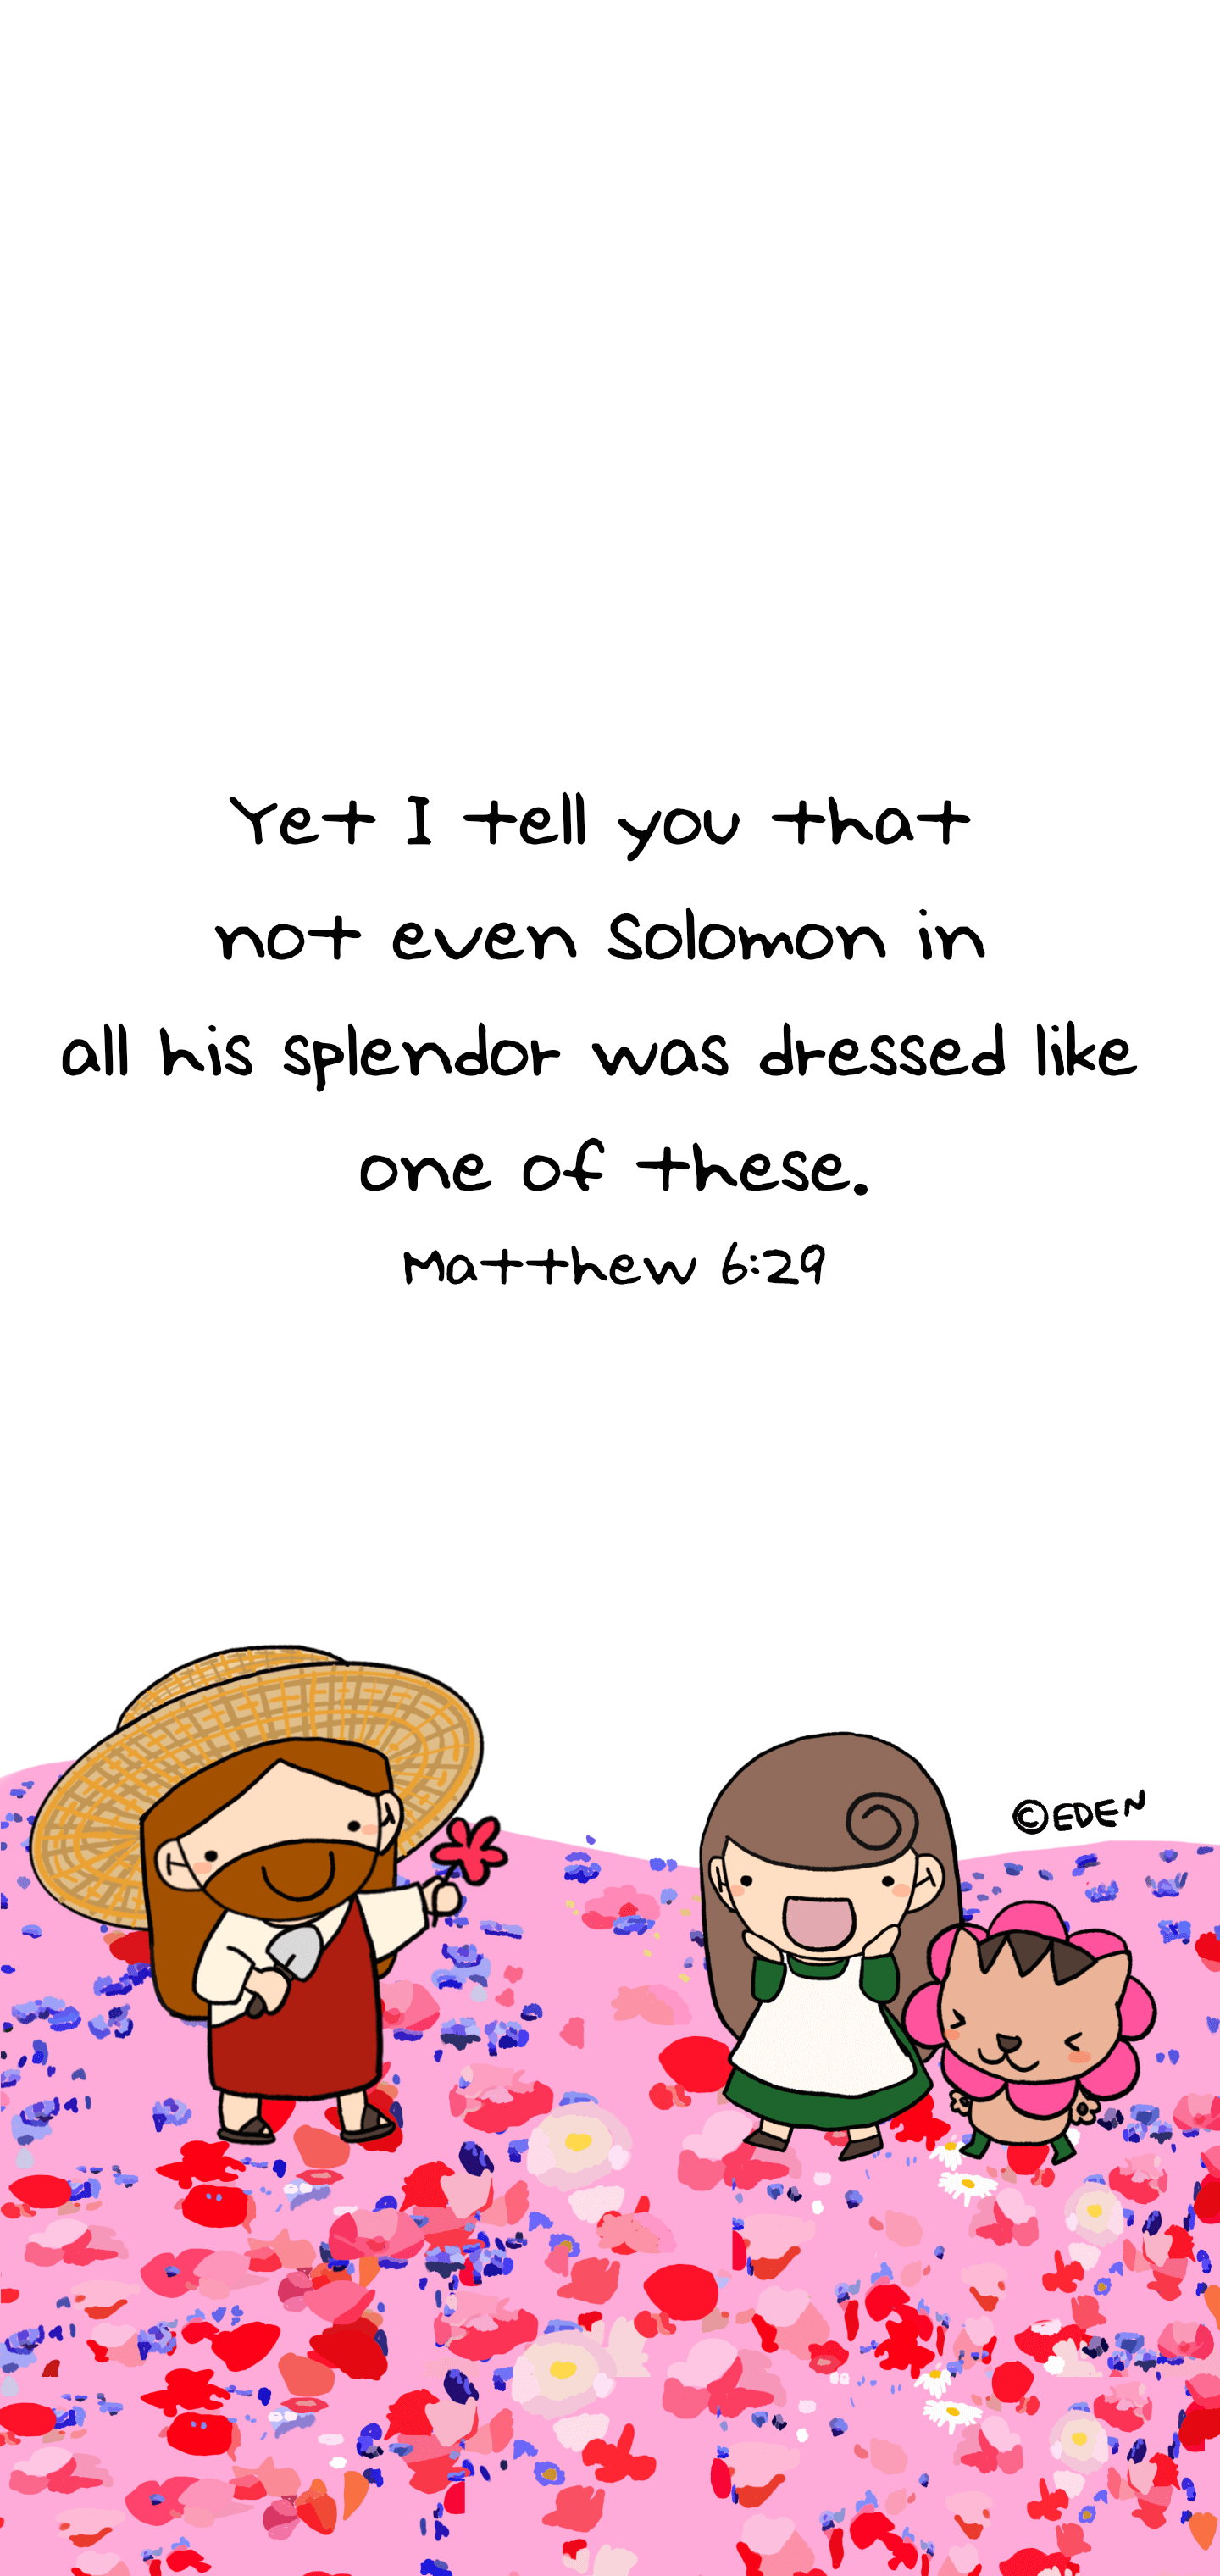 Yet I tell you that
not even Solomon in
all his splendor was dressed like
one of these.
Matthew 6:29
©EDEN